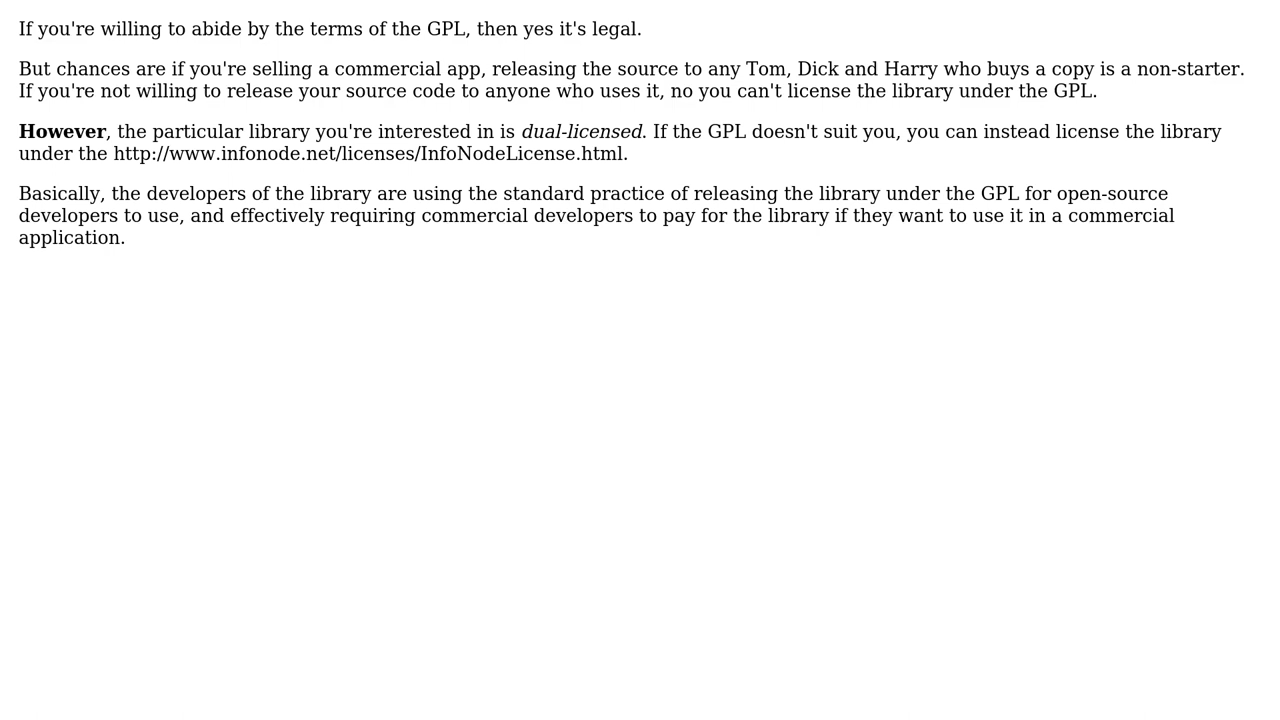 If you're willing to abide by the terms of the GPL, then yes it's legal.
But chances are if you're selling a commercial app, releasing the source to any Tom, Dick and Harry who buys a copy is a non-starter.
If you're not willing to release your source code to anyone who uses it, no you can't license the library under the GPL.
However, the particular library you're interested in is dual-licensed. If the GPL doesn't suit you, you can instead license the library
under the http://www.infonode.net/licenses/InfoNodeLicense.html.
Basically, the developers of the library are using the standard practice of releasing the library under the GPL for open-source
developers to use, and effectively requiring commercial developers to pay for the library if they want to use it in a commercial
application.